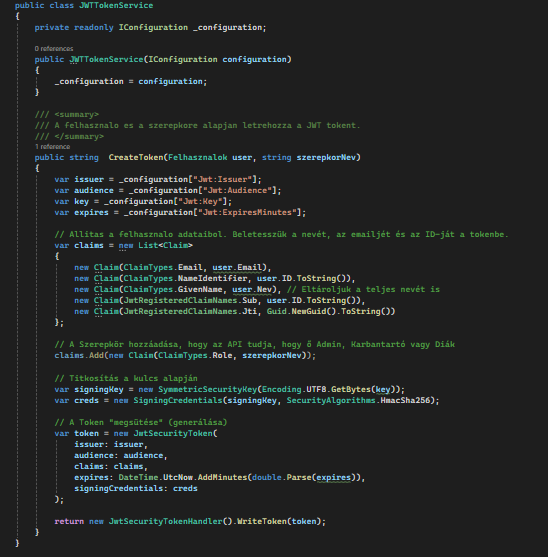 public class JWTTokenService
{
private readonly IConfiguration _configuration;
0 references
public JWTTokenService(IConfiguration configuration)
{
_configuration = configuration;
}
/// <summary>
/// A felhasznalo es a szerepkore alapjan letrehozza a JWT tokent.
/// </summary>
1 reference
public string  CreateToken(Felhasznalok user, string szerepkorNev)
{
var issuer = _configuration["Jwt:Issuer"];
var audience = _configuration["Jwt:Audience"];
var key = _configuration["Jwt:Key"];
var expires = _configuration["Jwt:ExpiresMinutes"];
// Allitas a felhasznalo adataibol. Beletesszük a nevét, az emailjét és az ID-ját a tokenbe.
var claims = new List<Claim>
{
new Claim(ClaimTypes.Email, user.Email),
new Claim(ClaimTypes.NameIdentifier, user.ID.ToString()),
new Claim(ClaimTypes.GivenName, user.Nev), // Eltároljuk a teljes nevét is
new Claim(JwtRegisteredClaimNames.Sub, user.ID.ToString()),
new Claim(JwtRegisteredClaimNames.Jti, Guid.NewGuid().ToString())
};
// A Szerepkör hozzáadása, hogy az API tudja, hogy ő Admin, Karbantartó vagy Diák
claims.Add(new Claim(ClaimTypes.Role, szerepkorNev));
// Titkosítás a kulcs alapján
var signingKey = new SymmetricSecurityKey(Encoding.UTF8.GetBytes(key));
var creds = new SigningCredentials(signingKey, SecurityAlgorithms.HmacSha256);
// A Token "megsütése" (generálása)
var token = new JwtSecurityToken(
issuer: issuer,
audience: audience,
claims: claims,
expires: DateTime.UtcNow.AddMinutes(double.Parse(expires)),
signingCredentials: creds
);
return new JwtSecurityTokenHandler().WriteToken(token);
}
}